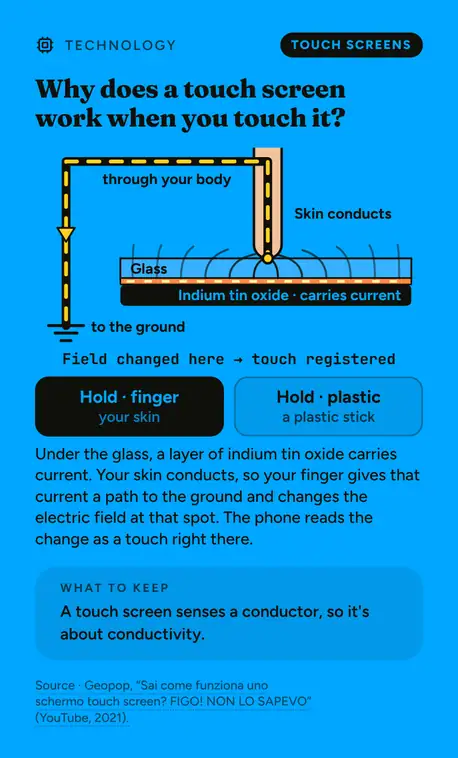 TECHNOLOGY
TOUCH SCREENS
Why does a touch screen
work when you touch it?
through your body
Skin conducts
Glass
Indium tin oxide · carries current
to the ground
Field changed here → touch registered
Hold · finger
your skin
Hold · plastic
a plastic stick
Under the glass, a layer of indium tin oxide carries
current. Your skin conducts, so your finger gives that
current a path to the ground and changes the
electric field at that spot. The phone reads the
change as a touch right there.
WHAT TO KEEP
A touch screen senses a conductor, so it's
about conductivity.
Source · Geopop, "Sai come funziona uno
schermo touch screen? FIGO! NON LO SAPEVO"
(YouTube, 2021).